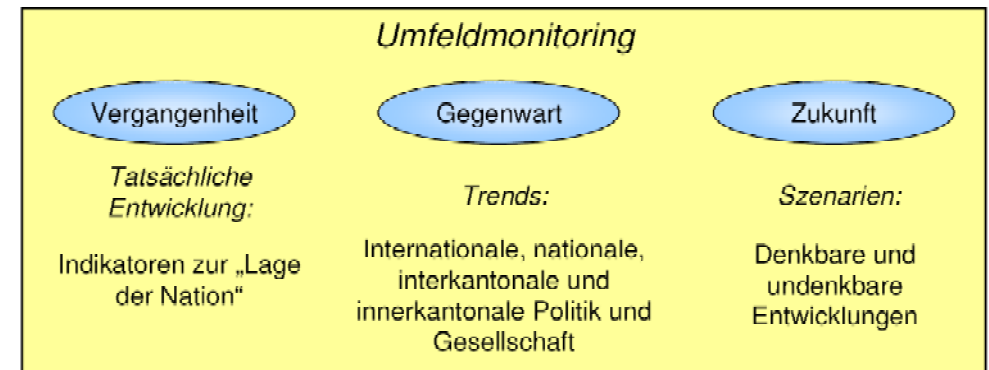 Umfeldmonitoring
Vergangenheit
Gegenwart
Zukunft
Tatsächliche
Entwicklung:
Indikatoren zur „Lage
der Nation“
Trends:
Internationale, nationale,
interkantonale und
innerkantonale Politik und
Gesellschaft
Szenarien:
Denkbare und
undenkbare
Entwicklungen